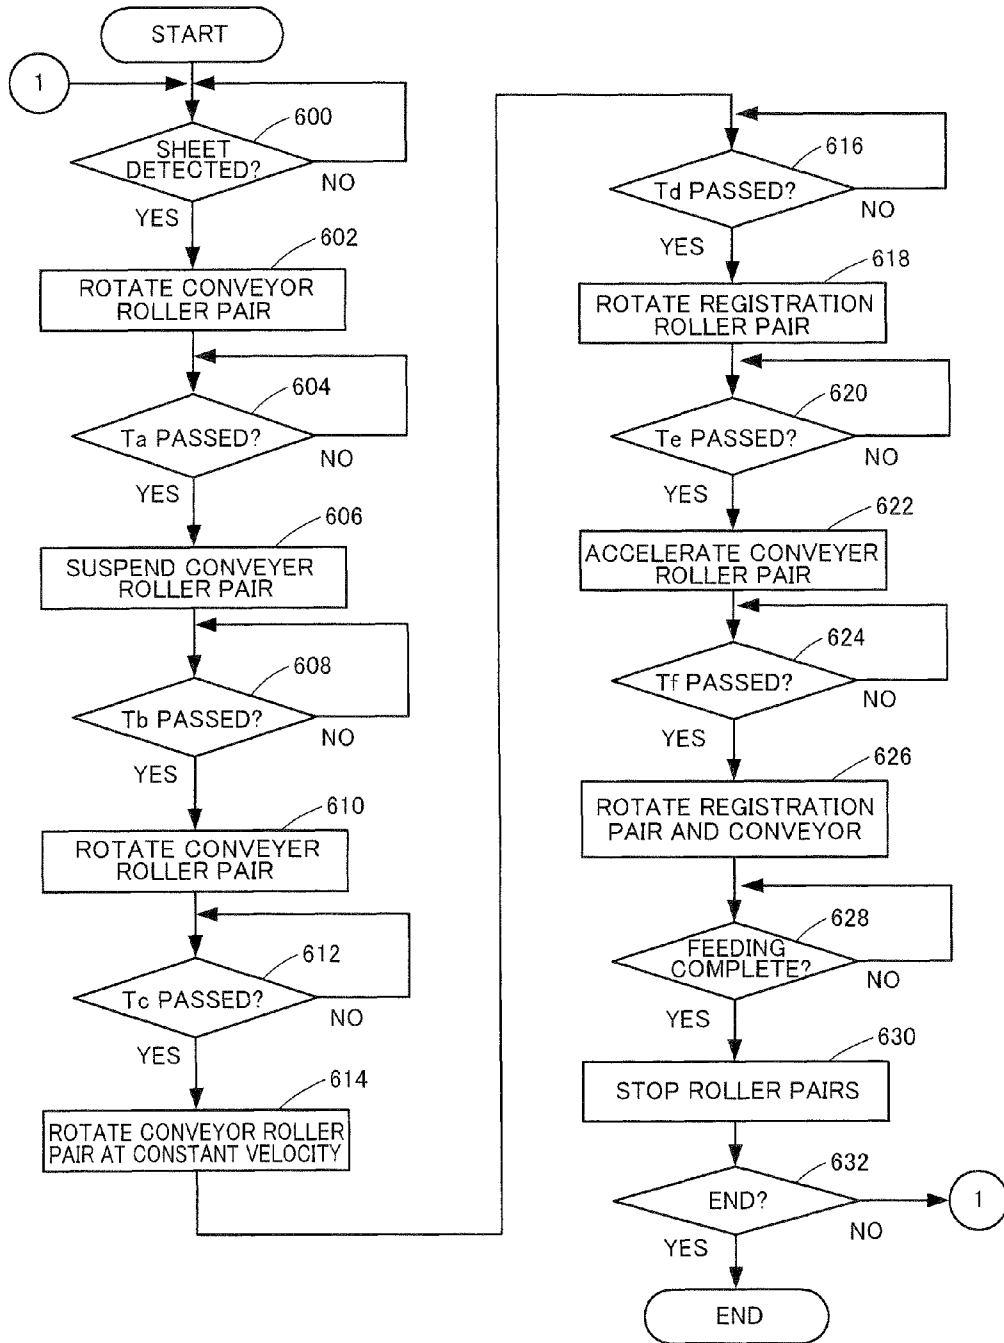 START
1
600
SHEET
DETECTED?
NO
YES
602
ROTATE CONVEYOR
ROLLER PAIR
604
Ta PASSED?
NO
YES
606
SUSPEND CONVEYER
ROLLER PAIR
608
Tb PASSED?
NO
YES
610
ROTATE CONVEYER
ROLLER PAIR
612
Tc PASSED?
NO
YES
614
ROTATE CONVEYOR ROLLER
PAIR AT CONSTANT VELOCITY
616
Td PASSED?
NO
YES
618
ROTATE REGISTRATION
ROLLER PAIR
620
Te PASSED?
NO
YES
622
ACCELERATE CONVEYER
ROLLER PAIR
624
Tf PASSED?
NO
YES
626
ROTATE REGISTRATION
PAIR AND CONVEYOR
628
FEEDING
COMPLETE?
NO
YES
630
STOP ROLLER PAIRS
632
END?
NO
1
YES
END